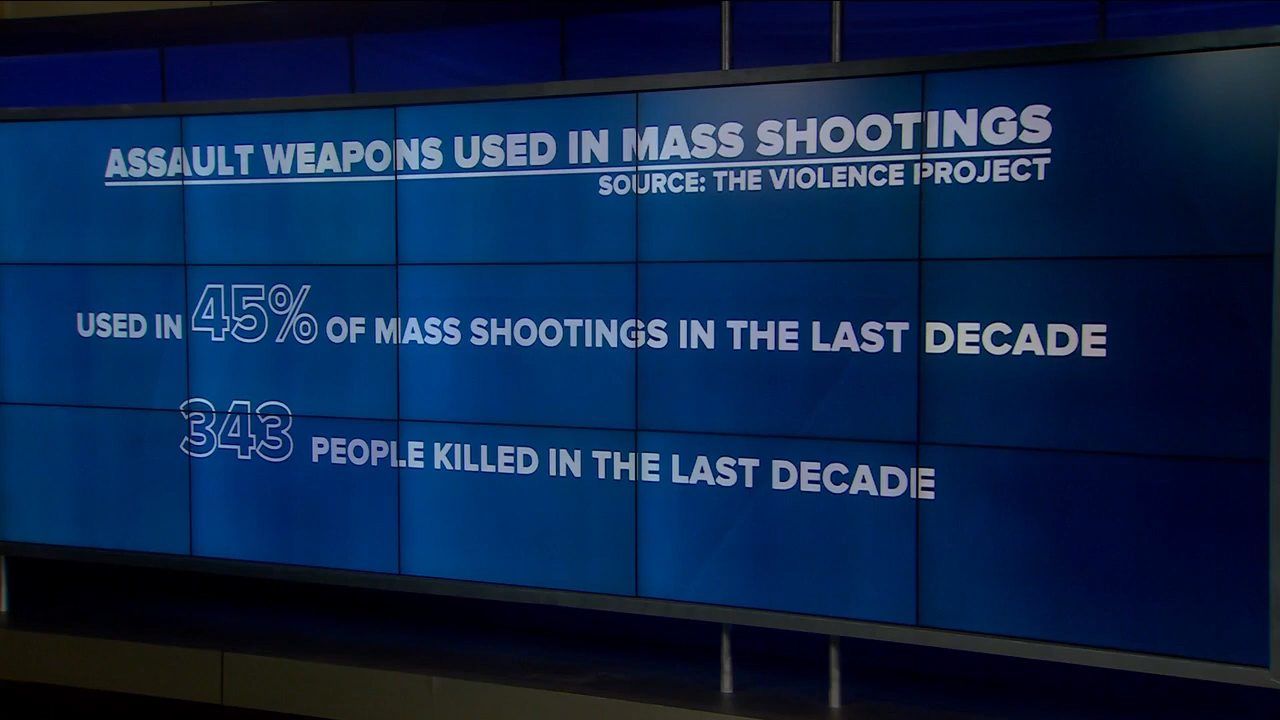 ASSAULT WEAPONS USED IN MASS SHOOTINGS
SOURCE: THE VIOLENCE PROJECT
USED IN 45% OF MASS SHOOTINGS IN THE LAST DECADE
343 PEOPLE KILLED IN THE LAST DECADE